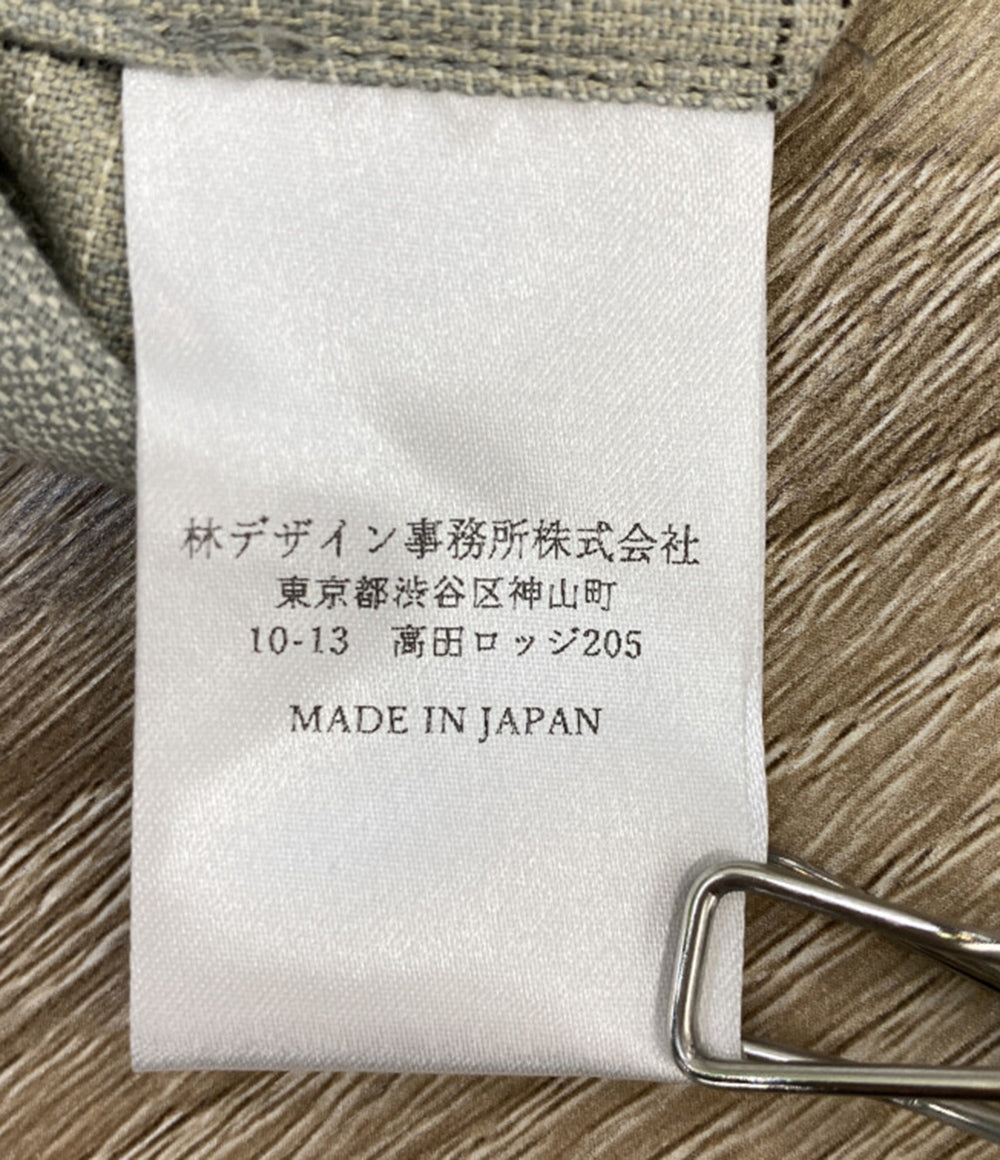 林デザイン事務所株式会社
東京都渋谷区神山町
10-13　高田ロッジ205
MADE IN JAPAN